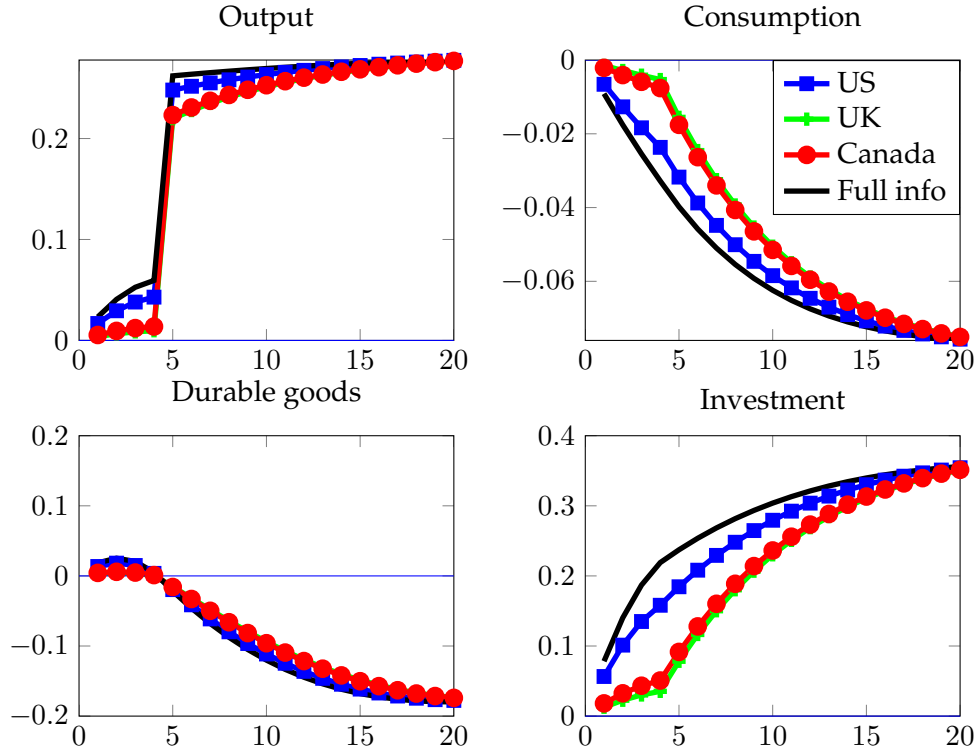 Output
Consumption
0.2
0.1
0
0 5 10 15 20
0
−0.02
−0.04
−0.06
0 5 10 15 20
US
UK
Canada
Full info
Durable goods
Investment
0.2
0.1
0
−0.1
−0.2
0 5 10 15 20
0.4
0.3
0.2
0.1
0
0 5 10 15 20